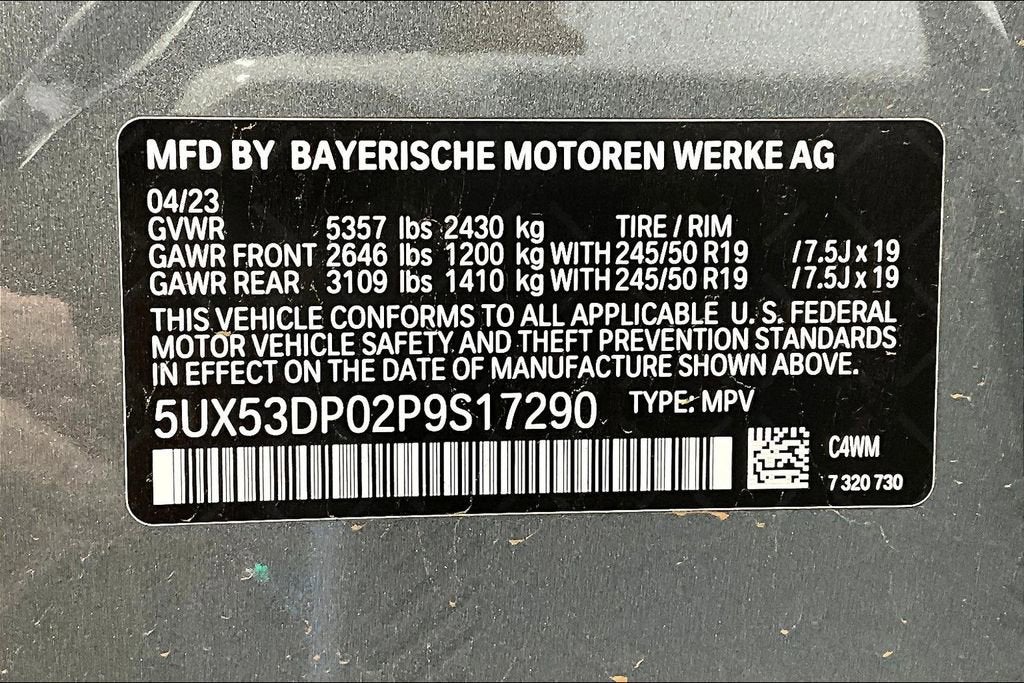 MFD BY BAYERISCHE MOTOREN WERKE AG
04/23
GVWR 5357 lbs 2430 kg TIRE / RIM
GAWR FRONT 2646 lbs 1200 kg WITH 245/50 R19 /7.5J x 19
GAWR REAR 3109 lbs 1410 kg WITH 245/50 R19 /7.5J x 19
THIS VEHICLE CONFORMS TO ALL APPLICABLE U. S. FEDERAL
MOTOR VEHICLE SAFETY AND THEFT PREVENTION STANDARDS
IN EFFECT ON THE DATE OF MANUFACTURE SHOWN ABOVE.
5UX53DP02P9S17290 TYPE: MPV
C4WM
7 320 730